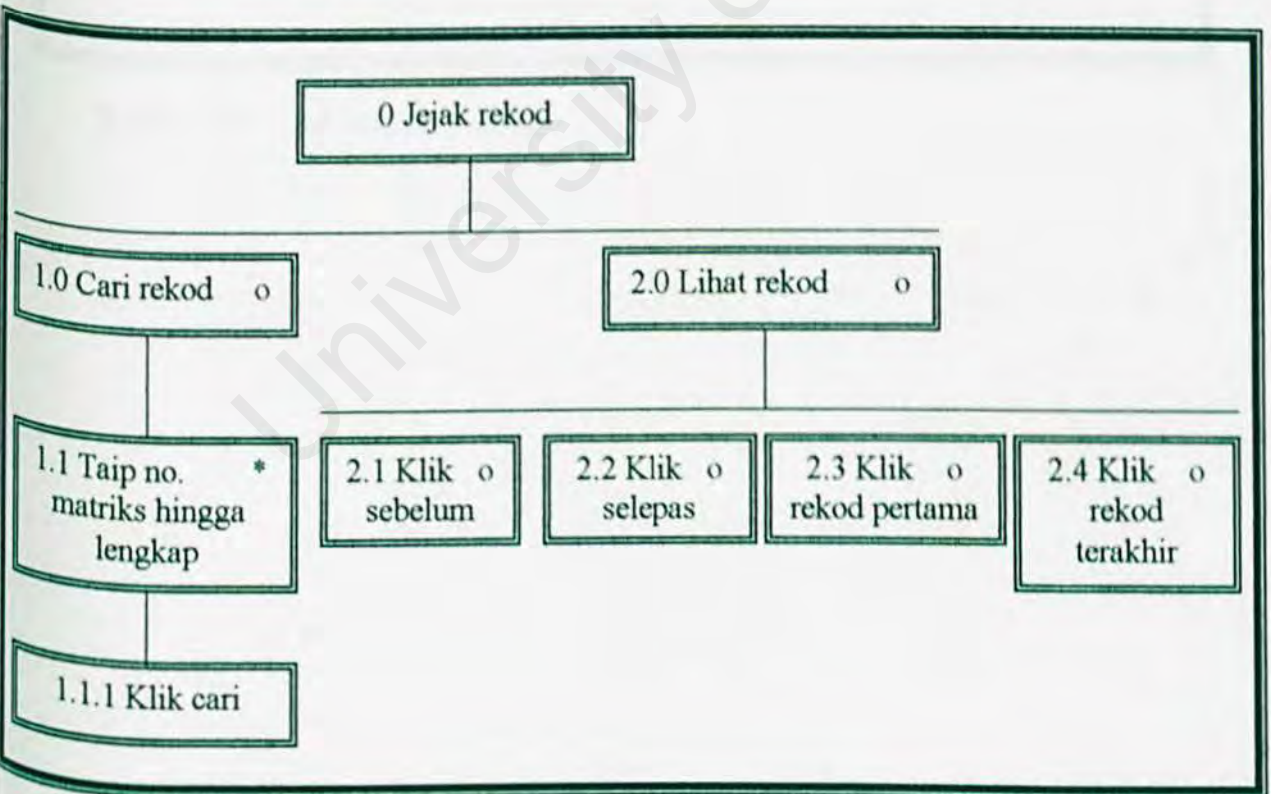 0 Jejak rekod
1.0 Cari rekod o
2.0 Lihat rekod o
1.1 Taip no. *
matriks hingga
lengkap
2.1 Klik o
sebelum
2.2 Klik o
selepas
2.3 Klik o
rekod pertama
2.4 Klik o
rekod
terakhir
1.1.1 Klik cari
University